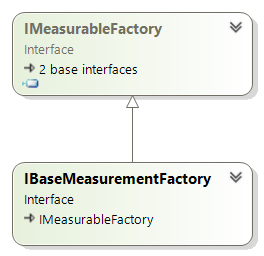 IMeasurableFactory
Interface
2 base interfaces
IBaseMeasurementFactory
Interface
IMeasurableFactory